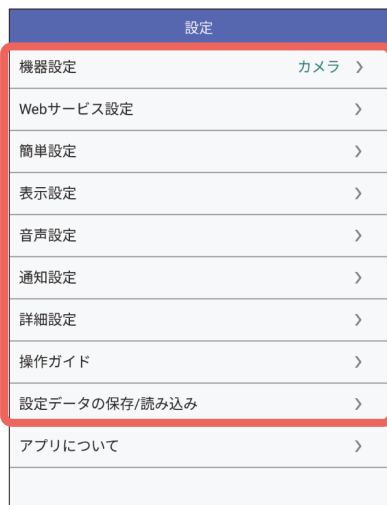 設定
機器設定 カメラ
Webサービス設定
簡単設定
表示設定
音声設定
通知設定
詳細設定
操作ガイド
設定データの保存/読み込み
アプリについて